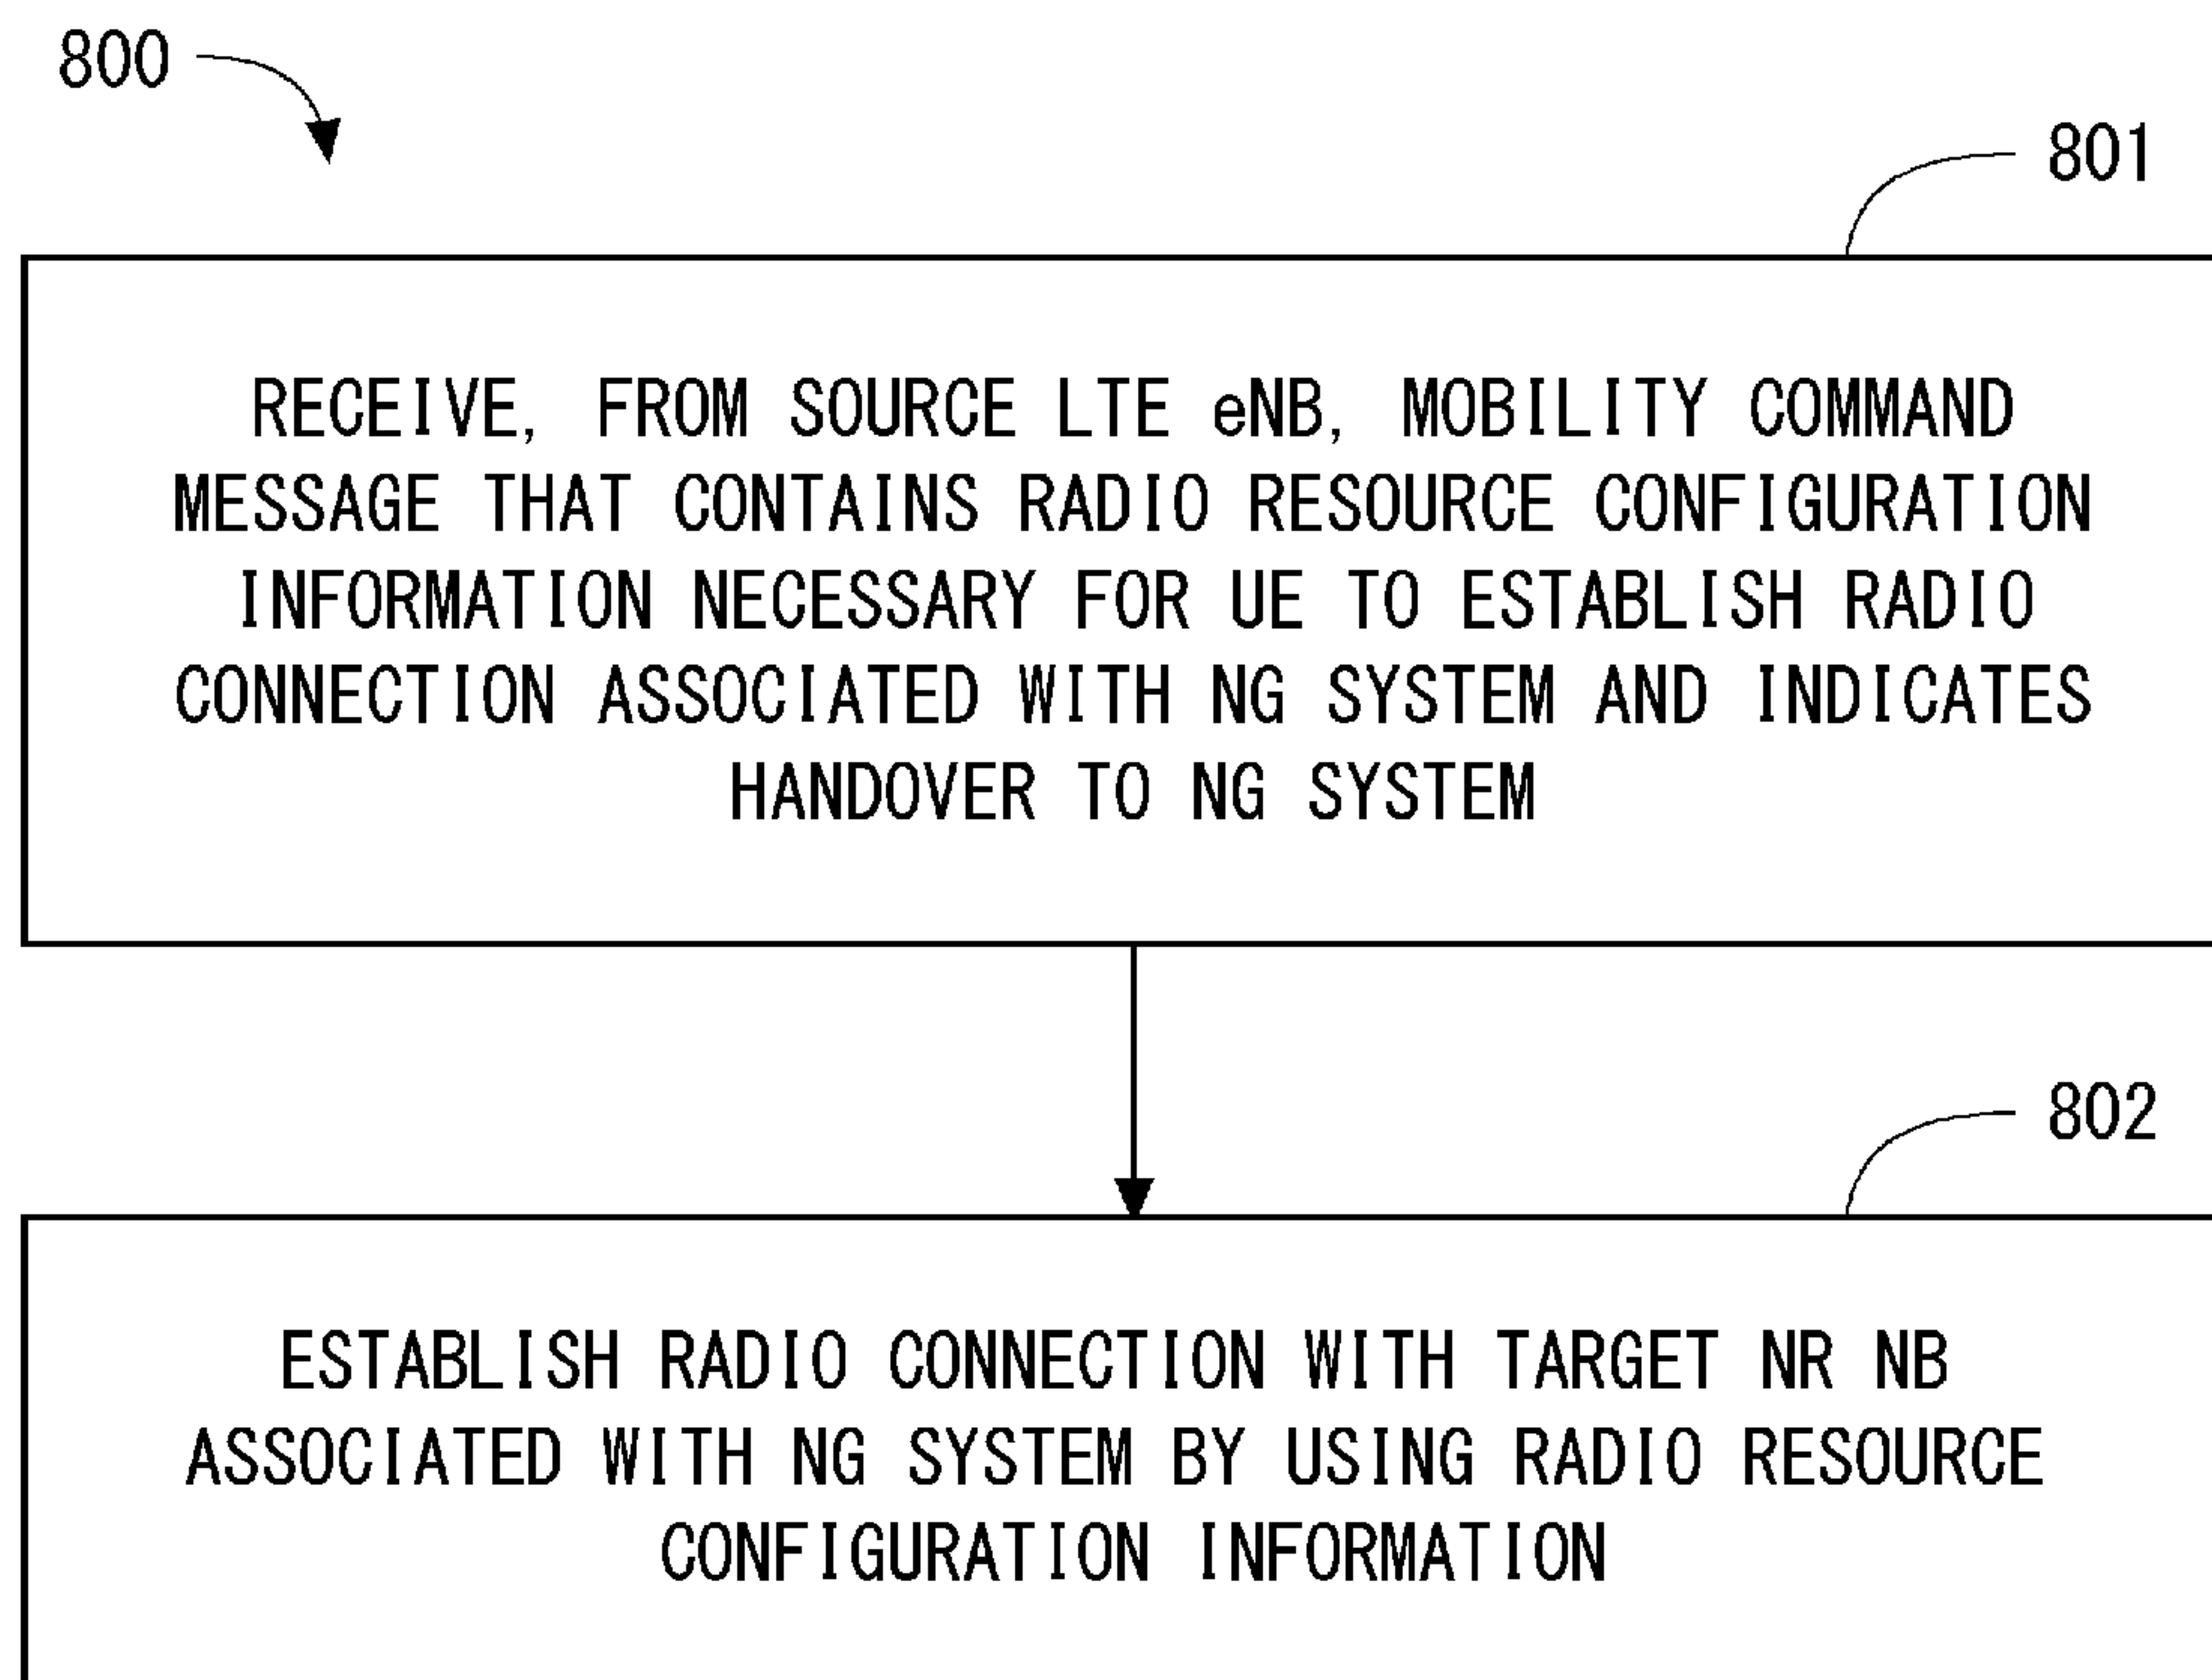 800
801
RECEIVE, FROM SOURCE LTE eNB, MOBILITY COMMAND
MESSAGE THAT CONTAINS RADIO RESOURCE CONFIGURATION
INFORMATION NECESSARY FOR UE TO ESTABLISH RADIO
CONNECTION ASSOCIATED WITH NG SYSTEM AND INDICATES
HANDOVER TO NG SYSTEM
802
ESTABLISH RADIO CONNECTION WITH TARGET NR NB
ASSOCIATED WITH NG SYSTEM BY USING RADIO RESOURCE
CONFIGURATION INFORMATION